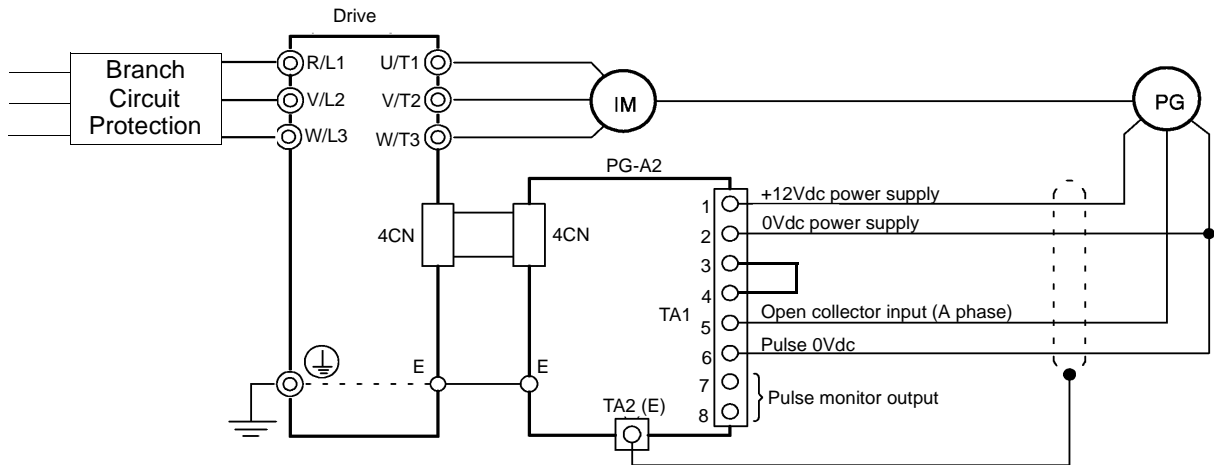 Drive
Branch
Circuit
Protection
R/L1
U/T1
V/L2
V/T2
W/L3
W/T3
IM
PG
PG-A2
4CN
4CN
1
+12Vdc power supply
2
0Vdc power supply
3
4
TA1
5
Open collector input (A phase)
6
Pulse 0Vdc
7
8
Pulse monitor output
E
E
TA2 (E)